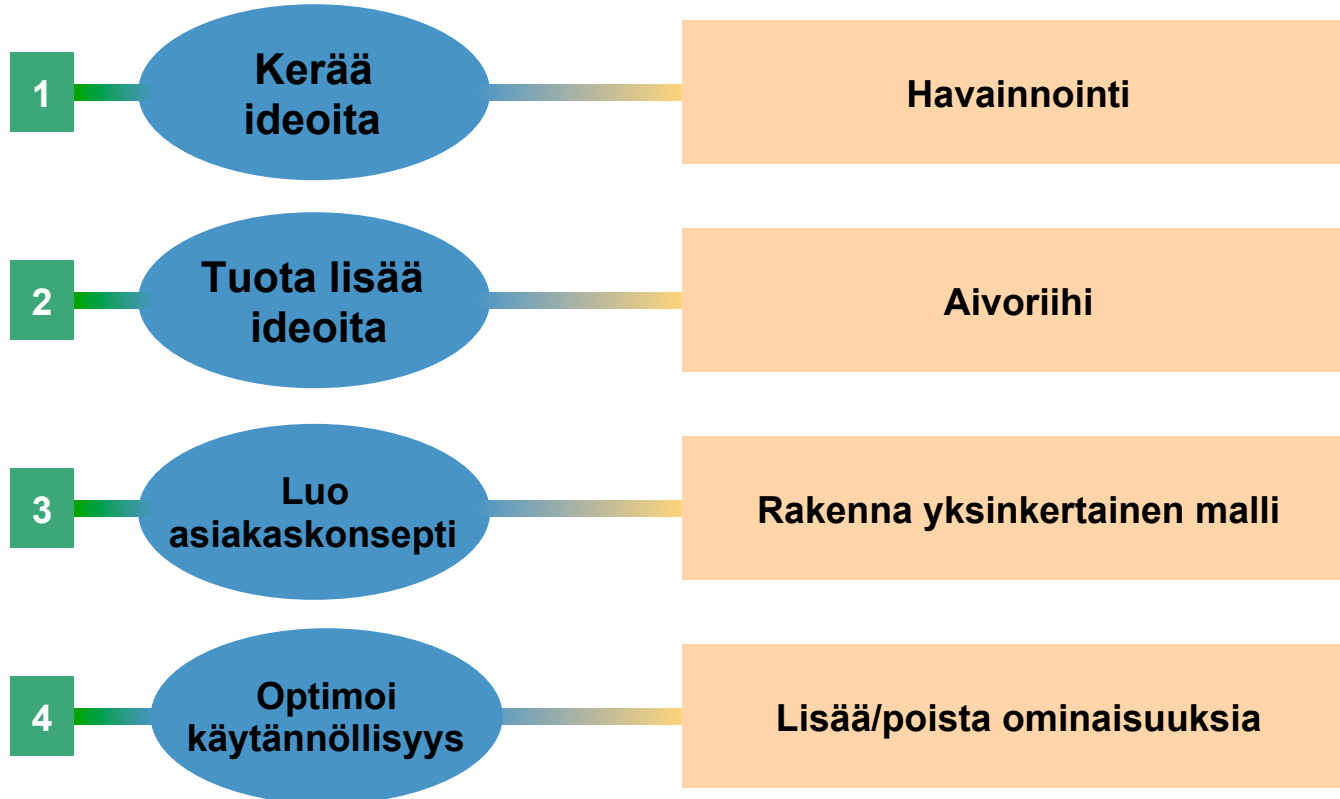 1
Kerää
ideoita
Havainnointi
2
Tuota lisää
ideoita
Aivoriihi
3
Luo
asiakaskonsepti
Rakenna yksinkertainen malli
4
Optimoi
käytännöllisyys
Lisää/poista ominaisuuksia